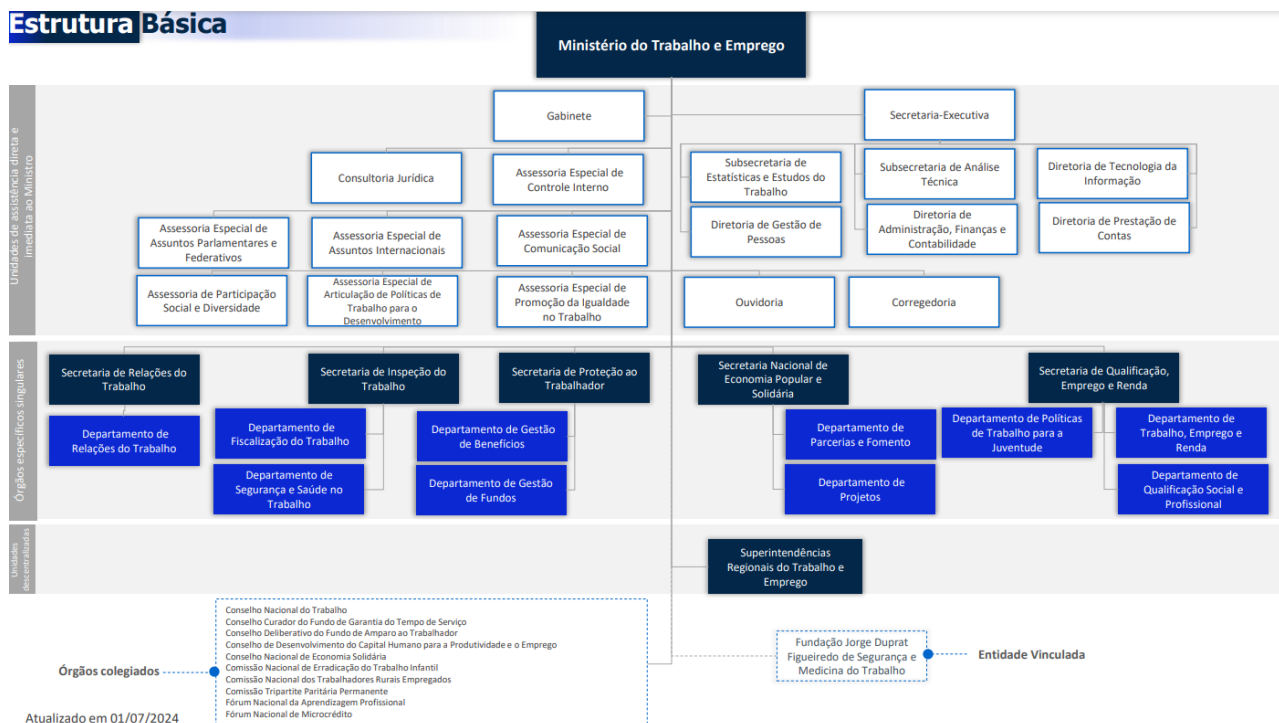 Estrutura Básica
Ministério do Trabalho e Emprego
Unidades de assistência direta e
imediata ao Ministro
Gabinete
Secretaria-Executiva
Consultoria Jurídica
Assessoria Especial de
Controle Interno
Subsecretaria de
Estatísticas e Estudos do
Trabalho
Subsecretaria de Análise
Técnica
Diretoria de Tecnologia da
Informação
Assessoria Especial de
Assuntos Parlamentares e
Federativos
Assessoria Especial de
Assuntos Internacionais
Assessoria Especial de
Comunicação Social
Diretoria de Gestão de
Pessoas
Diretoria de
Administração, Finanças e
Contabilidade
Diretoria de Prestação de
Contas
Assessoria de Participação
Social e Diversidade
Assessoria Especial de
Articulação de Políticas de
Trabalho para o
Desenvolvimento
Assessoria Especial de
Promoção da Igualdade
no Trabalho
Ouvidoria
Corregedoria
Órgãos específicos singulares
Secretaria de Relações do
Trabalho
Secretaria de Inspeção do
Trabalho
Secretaria de Proteção ao
Trabalhador
Secretaria Nacional de
Economia Popular e
Solidária
Secretaria de Qualificação,
Emprego e Renda
Departamento de
Relações do Trabalho
Departamento de
Fiscalização do Trabalho
Departamento de Gestão
de Benefícios
Departamento de
Parcerias e Fomento
Departamento de Políticas
de Trabalho para a
Juventude
Departamento de
Trabalho, Emprego e
Renda
Departamento de
Segurança e Saúde no
Trabalho
Departamento de Gestão
de Fundos
Departamento de
Projetos
Departamento de
Qualificação Social e
Profissional
Unidades
descentralizadas
Superintendências
Regionais do Trabalho e
Emprego
Órgãos colegiados
Conselho Nacional do Trabalho
Conselho Curador do Fundo de Garantia do Tempo de Serviço
Conselho Deliberativo do Fundo de Amparo ao Trabalhador
Conselho de Desenvolvimento do Capital Humano para a Produtividade e o Emprego
Conselho Nacional de Economia Solidária
Comissão Nacional de Erradicação do Trabalho Infantil
Comissão Nacional dos Trabalhadores Rurais Empregados
Comissão Tripartite Paritária Permanente
Fórum Nacional da Aprendizagem Profissional
Fórum Nacional de Microcrédito
Fundação Jorge Duprat
Figueiredo de Segurança e
Medicina do Trabalho
Entidade Vinculada
Atualizado em 01/07/2024